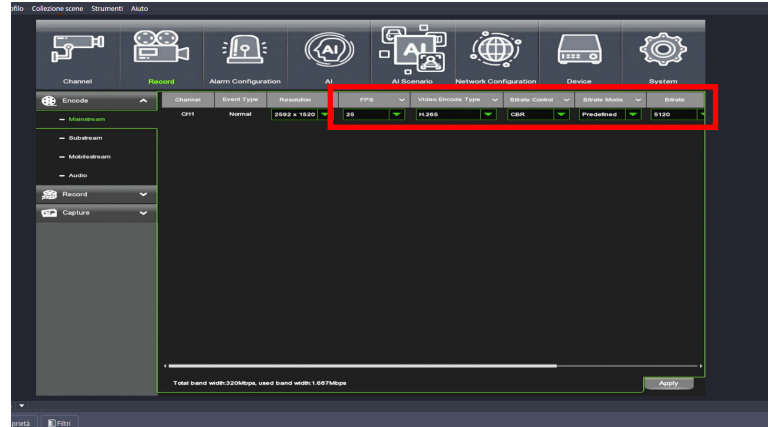 ofilo Collezione scene Strumenti Aiuto
Channel Record Alarm Configuration AI AI Scenario Network Configuration Device System
Encode Channel Event Type Resolution FPS Video Encode Type Bitrate Control Bitrate Mode Bitrate
Mainstream CH1 Normal 2592 x 1520 25 H.265 CBR Predefined 5120
Substream
Mobilestream
Audio
Record
Capture
Total band width:320Mbps, used band width:1.687Mbps Apply
oprietà Filtri